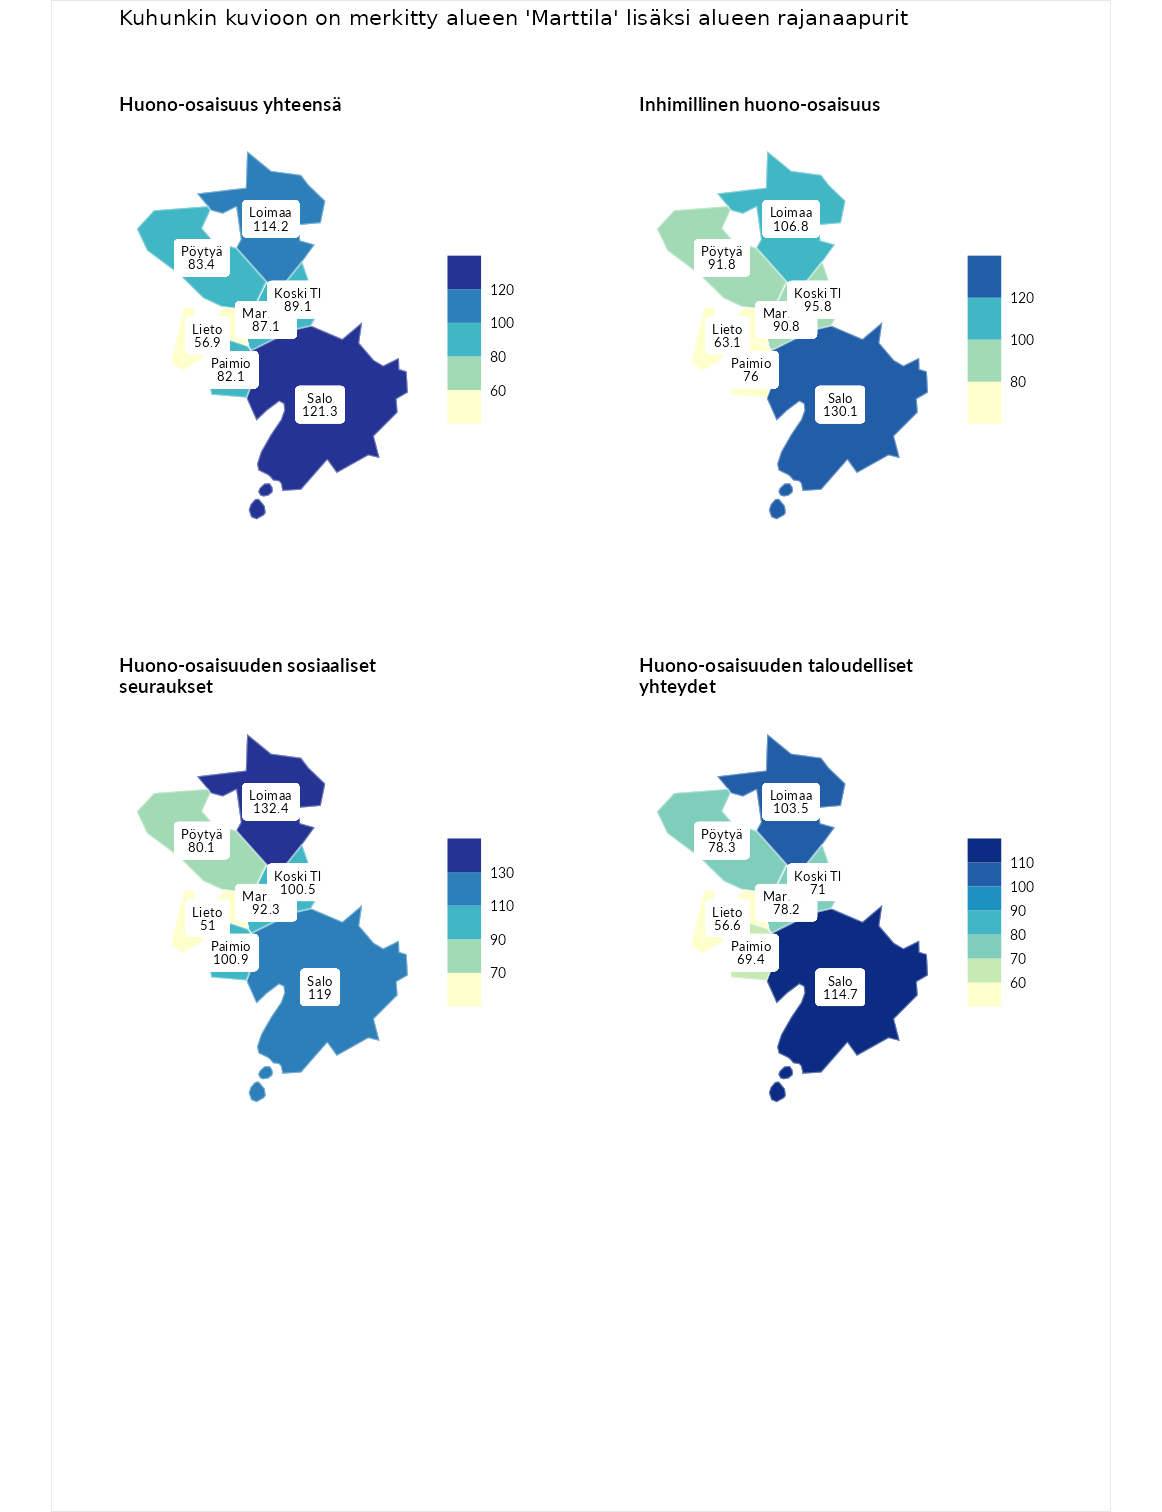 Kuhunkin kuvioon on merkitty alueen 'Marttila' lisäksi alueen rajanaapurit
Huono-osaisuus yhteensä
Loimaa
114.2
Pöytyä
83.4
Koski Tl
89.1
Mar
87.1
Lieto
56.9
Paimio
82.1
Salo
121.3
120
100
80
60
Inhimillinen huono-osaisuus
Loimaa
106.8
Pöytyä
91.8
Koski Tl
95.8
Mar
90.8
Lieto
63.1
Paimio
76
Salo
130.1
120
100
80
Huono-osaisuuden sosiaaliset
seuraukset
Loimaa
132.4
Pöytyä
80.1
Koski Tl
100.5
Mar
92.3
Lieto
51
Paimio
100.9
Salo
119
130
110
90
70
Huono-osaisuuden taloudelliset
yhteydet
Loimaa
103.5
Pöytyä
78.3
Koski Tl
71
Mar
78.2
Lieto
56.6
Paimio
69.4
Salo
114.7
110
100
90
80
70
60